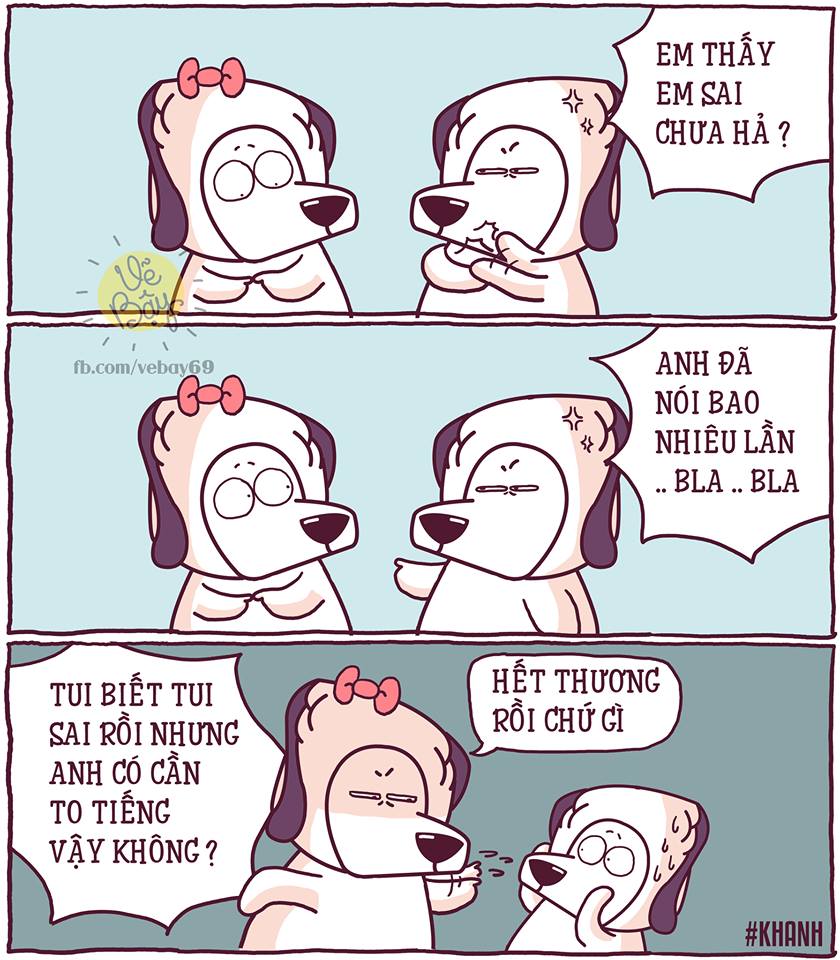 EM THẤY
EM SAI
CHƯA HẢ ?
Vẽ
Bậy
fb.com/vebay69
ANH ĐÃ
NÓI BAO
NHIÊU LẦN
.. BLA .. BLA
TUI BIẾT TUI
SAI RỒI NHƯNG
ANH CÓ CẦN
TO TIẾNG
VẬY KHÔNG ?
HẾT THƯƠNG
RỒI CHỨ GÌ
#KHANH